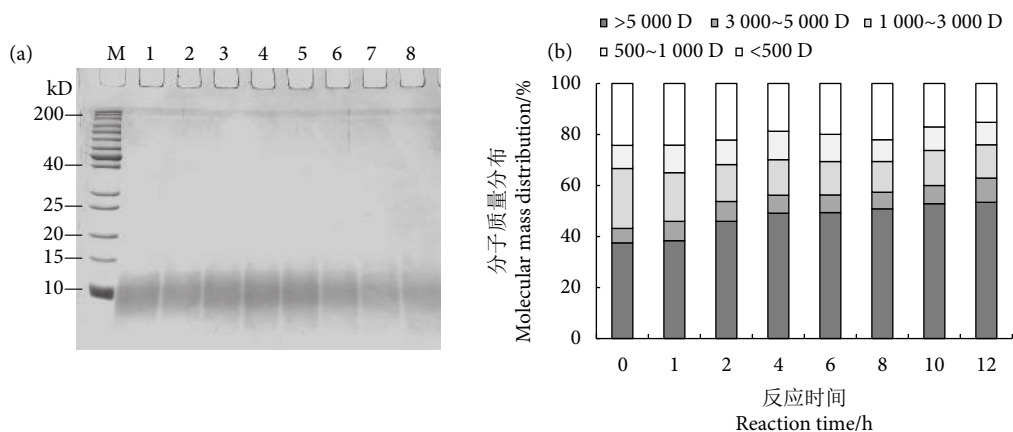 (a)
M 1 2 3 4 5 6 7 8
kD
200
40
25
20
15
10
(b)
>5 000 D 3 000~5 000 D 1 000~3 000 D
500~1 000 D <500 D
分子质量分布/%
Molecular mass distribution/%
100
80
60
40
20
0
0 1 2 4 6 8 10 12
反应时间
Reaction time/h